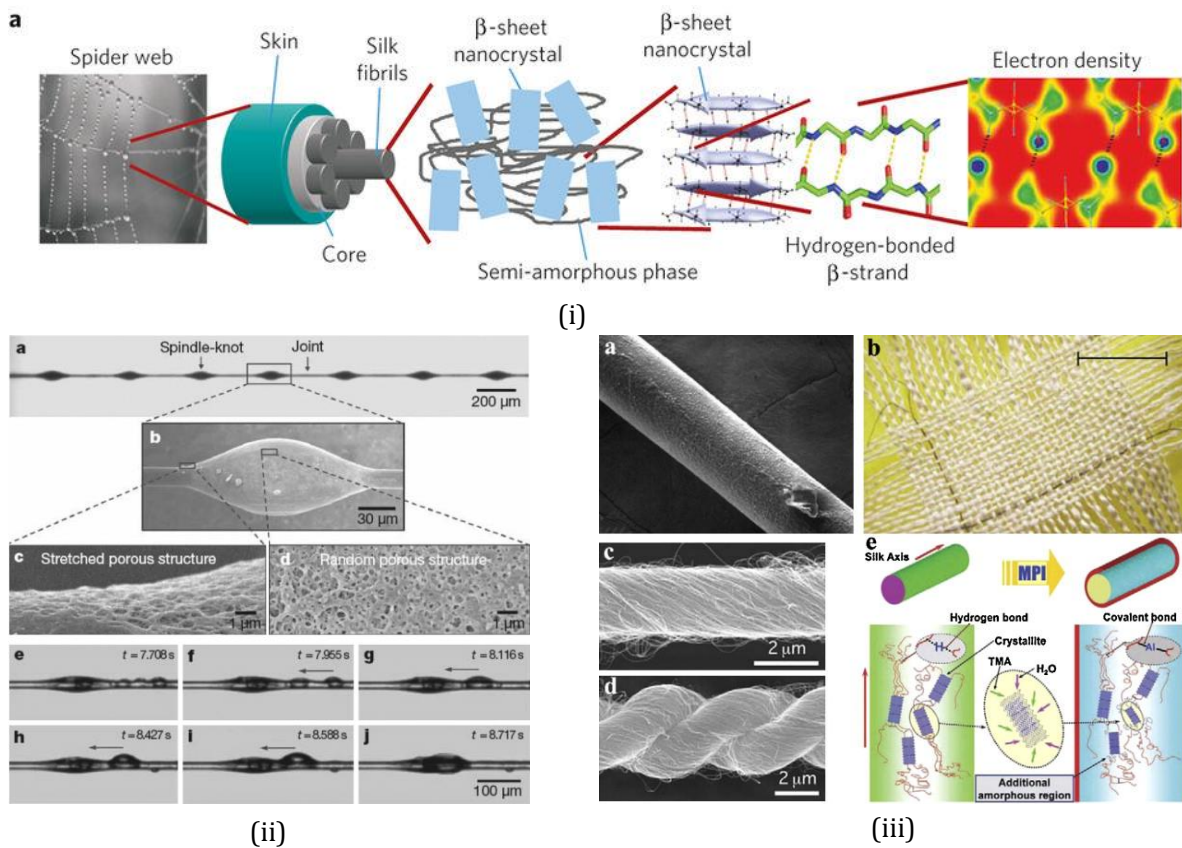 a
Spider web
Skin
Silk
fibrils
Core
β-sheet
nanocrystal
Semi-amorphous phase
β-sheet
nanocrystal
Hydrogen-bonded
β-strand
Electron density
(i)
a
Spindle-knot
Joint
200 μm
b
30 μm
c
Stretched porous structure
1 μm
d
Random porous structure
1 μm
e
t = 7.708 s
f
t = 7.955 s
g
t = 8.116 s
h
t = 8.427 s
i
t = 8.588 s
j
t = 8.717 s
100 μm
(ii)
a
b
c
2 μm
d
2 μm
e
Silk Axis
MPI
Hydrogen bond
Covalent bond
H
Al
Crystallite
TMA
H₂O
Additional
amorphous region
(iii)